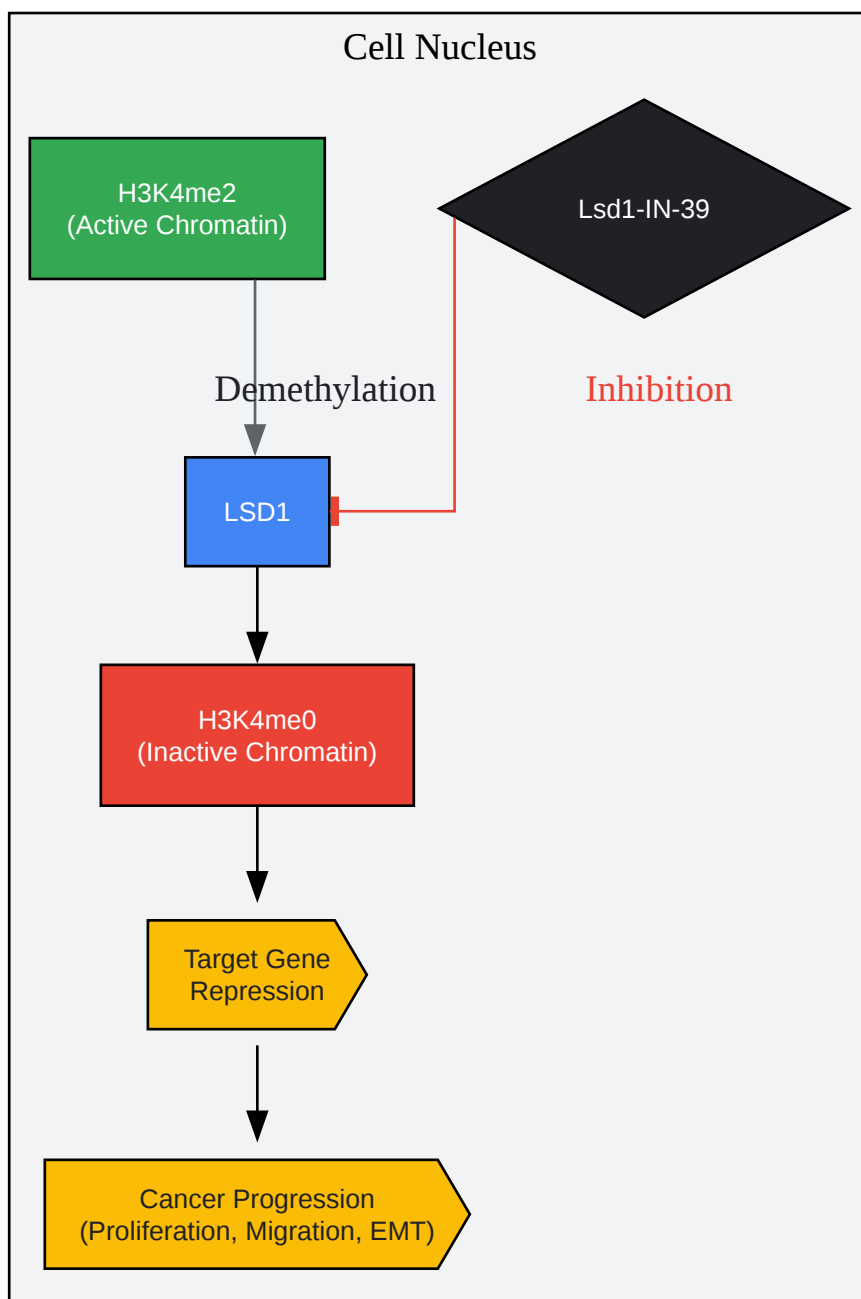 Cell Nucleus
H3K4me2
(Active Chromatin)
Lsd1-IN-39
Demethylation
Inhibition
LSD1
H3K4me0
(Inactive Chromatin)
Target Gene
Repression
Cancer Progression
(Proliferation, Migration, EMT)